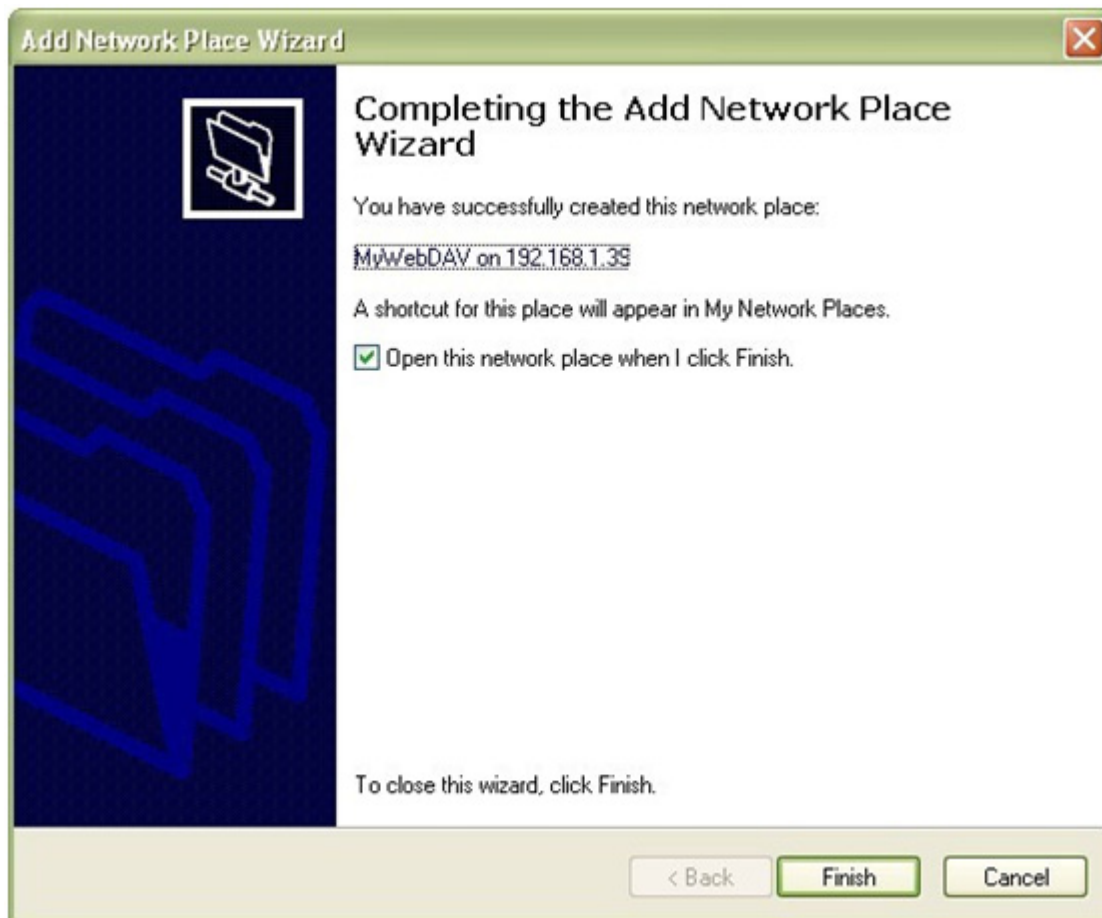 Add Network Place Wizard
Completing the Add Network Place
Wizard
You have successfully created this network place:
MyWebDAV on 192.168.1.39
A shortcut for this place will appear in My Network Places.
Open this network place when I click Finish.
To close this wizard, click Finish.
< Back
Finish
Cancel